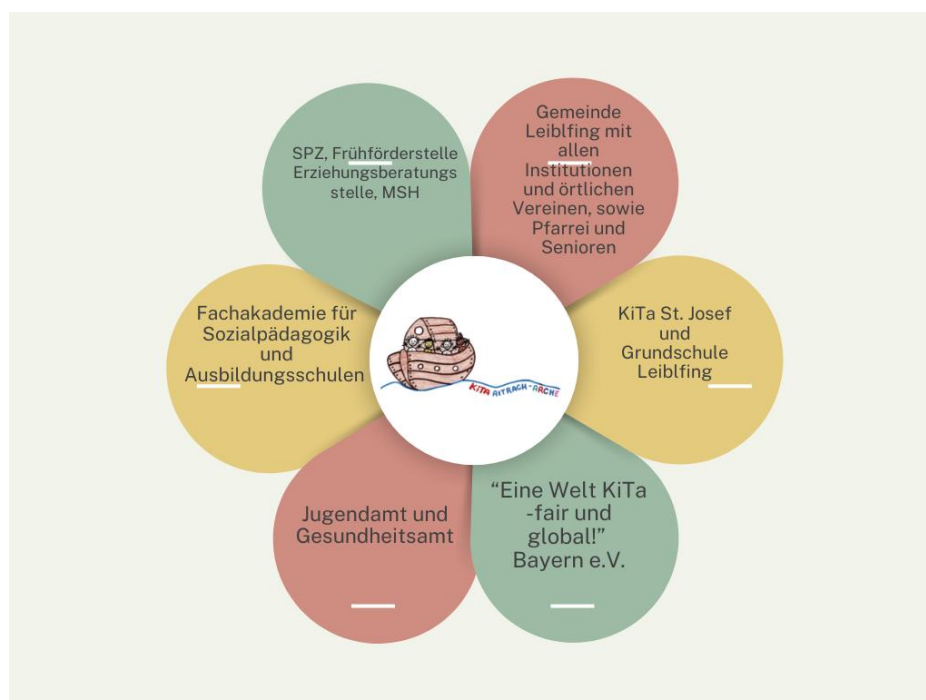 Gemeinde
Leiblfing mit
allen
Institutionen
und örtlichen
Vereinen, sowie
Pfarrei und
Senioren
SPZ, Frühförderstelle
Erziehungsberatungs
stelle, MSH
Fachakademie für
Sozialpädagogik
und
Ausbildungsschulen
KiTa St. Josef
und
Grundschule
Leiblfing
KiTA AITRACH-ARCHE
Jugendamt und
Gesundheitsamt
“Eine Welt KiTa
-fair und
global!”
Bayern e.V.